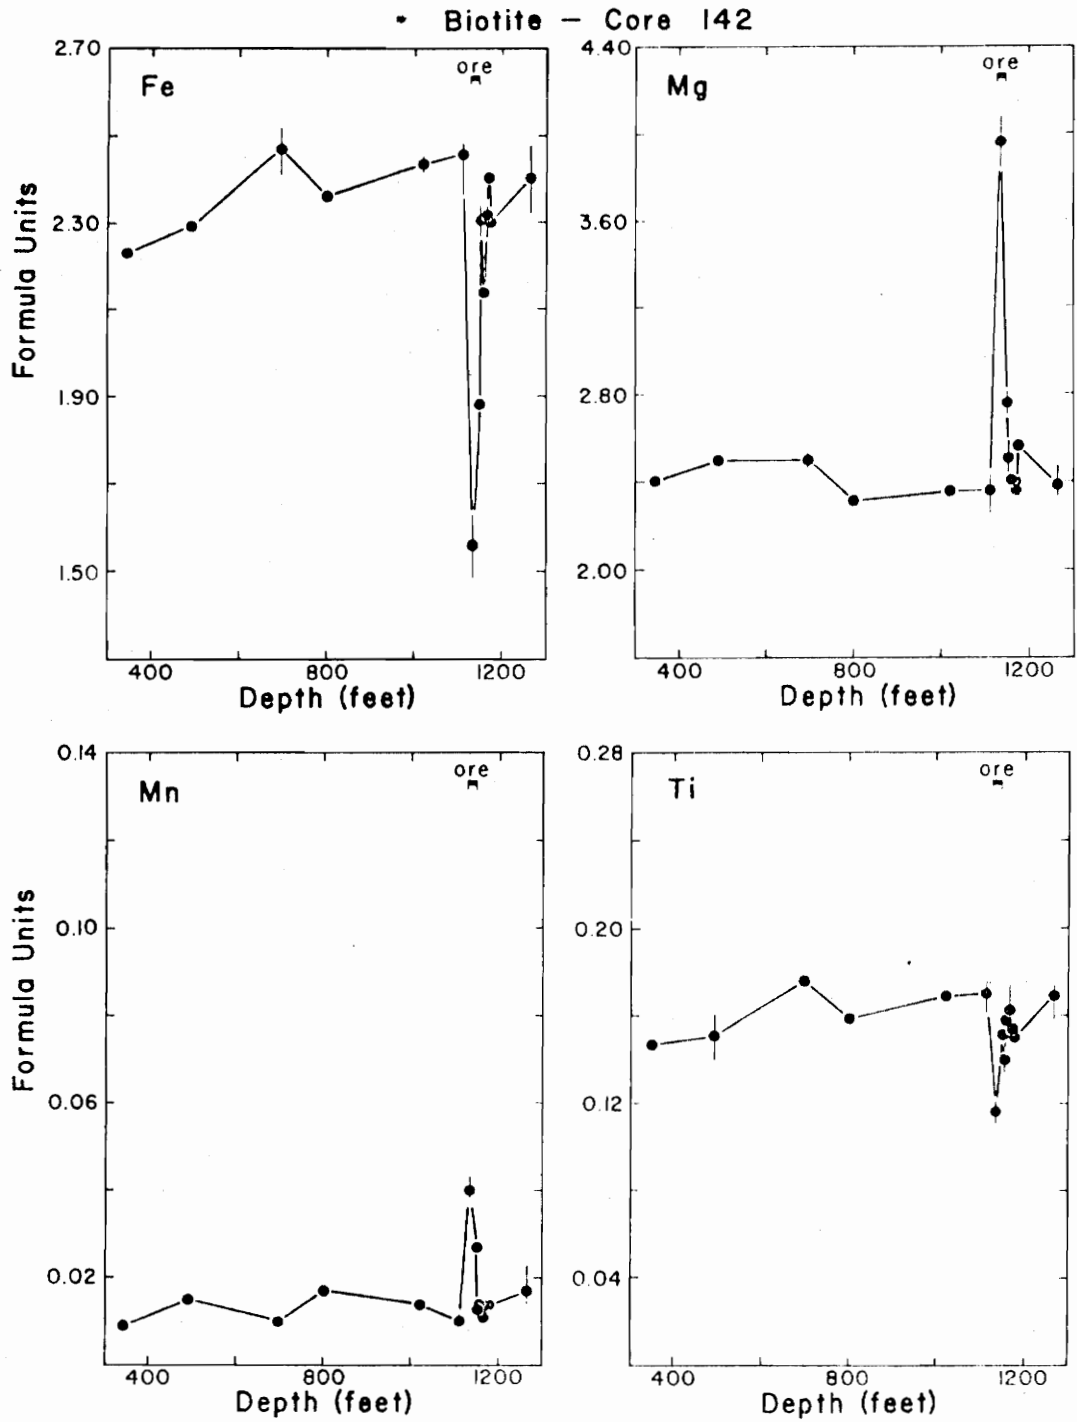 * Biotite – Core 142
2.70
Fe
ore
2.30
1.90
1.50
Formula Units
400 800 1200
Depth (feet)
4.40
Mg
ore
3.60
2.80
2.00
400 800 1200
Depth (feet)
0.14
Mn
ore
0.10
0.06
0.02
Formula Units
400 800 1200
Depth (feet)
0.28
Ti
ore
0.20
0.12
0.04
400 800 1200
Depth (feet)